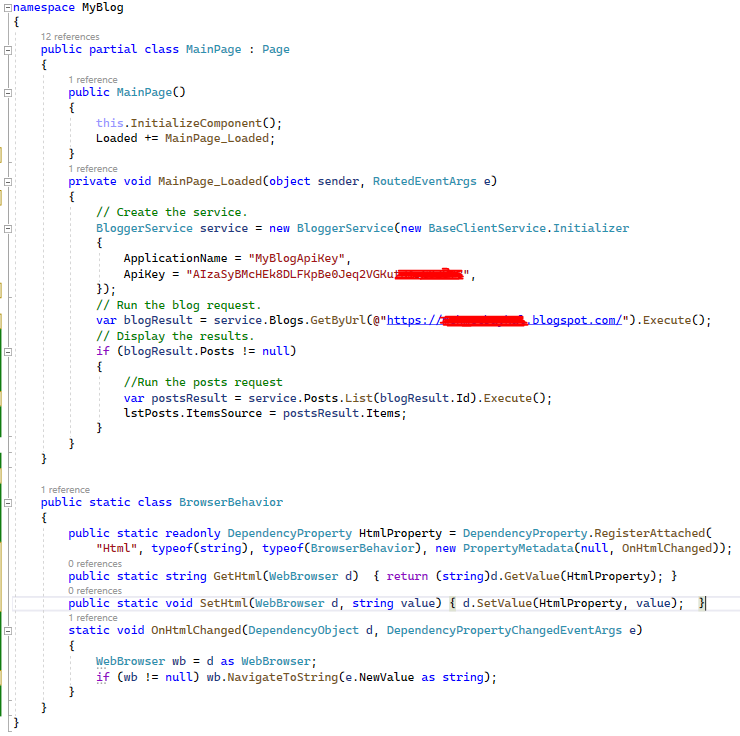 namespace MyBlog
{
12 references
public partial class MainPage : Page
{
1 reference
public MainPage()
{
this.InitializeComponent();
Loaded += MainPage_Loaded;
}
1 reference
private void MainPage_Loaded(object sender, RoutedEventArgs e)
{
// Create the service.
BloggerService service = new BloggerService(new BaseClientService.Initializer
{
ApplicationName = "MyBlogApiKey",
ApiKey = "AIzaSyBMcHEk8DLFKpBe0Jeq2VGKu",
});
// Run the blog request.
var blogResult = service.Blogs.GetByUrl(@"https://.blogspot.com/").Execute();
// Display the results.
if (blogResult.Posts != null)
{
//Run the posts request
var postsResult = service.Posts.List(blogResult.Id).Execute();
lstPosts.ItemsSource = postsResult.Items;
}
}
}
1 reference
public static class BrowserBehavior
{
public static readonly DependencyProperty HtmlProperty = DependencyProperty.RegisterAttached(
"Html", typeof(string), typeof(BrowserBehavior), new PropertyMetadata(null, OnHtmlChanged));
0 references
public static string GetHtml(WebBrowser d) { return (string)d.GetValue(HtmlProperty); }
0 references
public static void SetHtml(WebBrowser d, string value) { d.SetValue(HtmlProperty, value); }
1 reference
static void OnHtmlChanged(DependencyObject d, DependencyPropertyChangedEventArgs e)
{
WebBrowser wb = d as WebBrowser;
if (wb != null) wb.NavigateToString(e.NewValue as string);
}
}
}